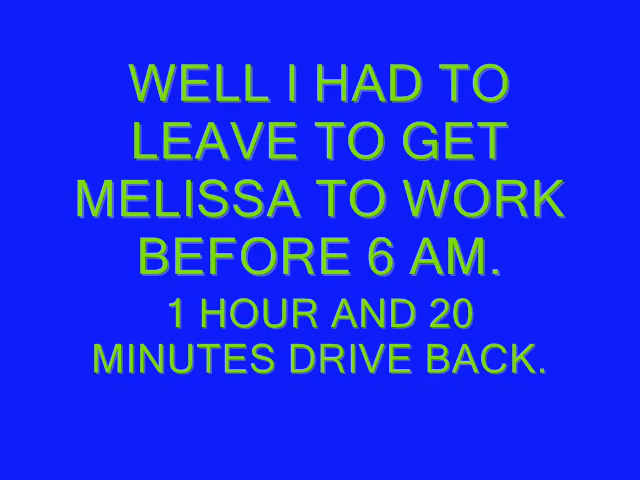 WELL I HAD TO
LEAVE TO GET
MELISSA TO WORK
BEFORE 6 AM.
1 HOUR AND 20
MINUTES DRIVE BACK.